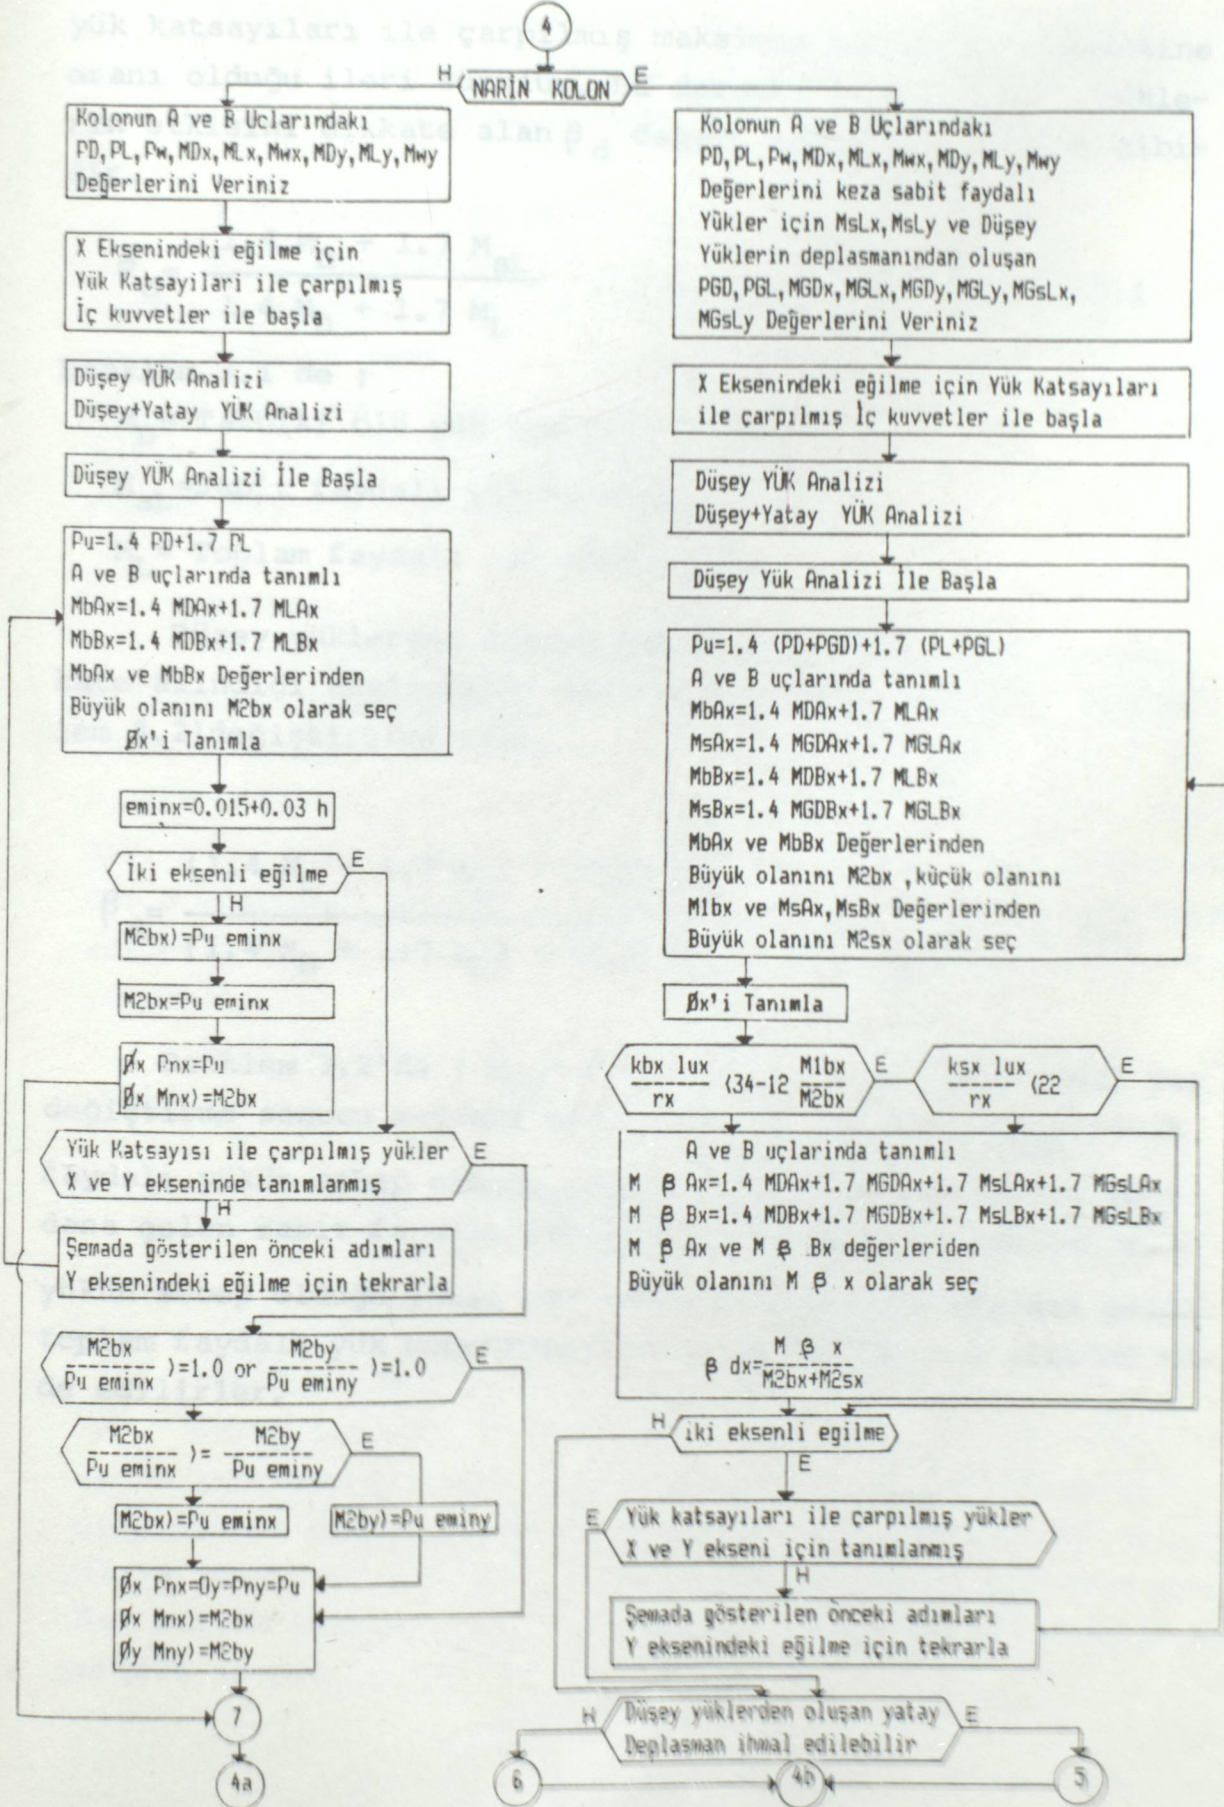 4
H
NARİN KOLON
E
Kolonun A ve B Uclarındakı
PD,PL,Pw,MDx,MLx,Mwx,MDy,MLy,Mwy
Değerlerini Veriniz
X Eksenindeki eğilme için
Yük Katsayilari ile çarpılmış
İç kuvvetler ile başla
Düşey YÜK Analizi
Düşey+Yatay YÜK Analizi
Düşey YÜK Analizi İle Başla
Pu=1.4 PD+1.7 PL
A ve B uçlarında tanımlı
MbAx=1.4 MDAx+1.7 MLAx
MbBx=1.4 MDBx+1.7 MLBx
MbAx ve MbBx Değerlerinden
Büyük olanını M2bx olarak seç
Øx'i Tanımla
eminx=0.015+0.03 h
İki eksenli eğilme
E
H
M2bx)=Pu eminx
M2bx=Pu eminx
Øx Pnx=Pu
Øx Mnx)=M2bx
Yük Katsayısı ile çarpılmış yükler
X ve Y ekseninde tanımlanmış
E
H
Şemada gösterilen önceki adımları
Y eksenindeki eğilme için tekrarla
M2bx M2by
-------- )=1.0 or -------- )=1.0
Pu eminx Pu eminy
E
M2bx M2by
-------- )= --------
Pu eminx Pu eminy
E
M2bx)=Pu eminx
M2by)=Pu eminy
Øx Pnx=Oy=Pny=Pu
Øx Mnx)=M2bx
Øy Mny)=M2by
7
4a
Kolonun A ve B Uçlarındaki
PD,PL,Pw,MDx,MLx,Mwx,MDy,MLy,Mwy
Değerlerini keza sabit faydalı
Yükler için MsLx,MsLy ve Düşey
Yüklerin deplasmanından oluşan
PGD,PGL,MGDx,MGLx,MGDy,MGLy,MGsLx,
MGsLy Değerlerini Veriniz
X Eksenindeki eğilme için Yük Katsayıları
ile çarpılmış İç kuvvetler ile başla
Düşey YÜK Analizi
Düşey+Yatay YÜK Analizi
Düşey Yük Analizi İle Başla
Pu=1.4 (PD+PGD)+1.7 (PL+PGL)
A ve B uçlarında tanımlı
MbAx=1.4 MDAx+1.7 MLAx
MsAx=1.4 MGDAx+1.7 MGLAx
MbBx=1.4 MDBx+1.7 MLBx
MsBx=1.4 MGDBx+1.7 MGLBx
MbAx ve MbBx Değerlerinden
Büyük olanını M2bx ,küçük olanını
M1bx ve MsAx,MsBx Değerlerinden
Büyük olanını M2sx olarak seç
Øx'i Tanımla
kbx lux M1bx
------- (34-12 ----
rx M2bx
E
ksx lux
------- (22
rx
E
A ve B uçlarında tanımlı
M β Ax=1.4 MDAx+1.7 MGDAx+1.7 MsLAx+1.7 MGsLAx
M β Bx=1.4 MDBx+1.7 MGDBx+1.7 MsLBx+1.7 MGsLBx
M β Ax ve M β Bx değerleriden
Büyük olanını M β x olarak seç
M β x
β dx=---------
M2bx+M2sx
H
iki eksenli egilme
E
E
Yük katsayıları ile çarpılmış yükler
X ve Y ekseni için tanımlanmış
H
Şemada gösterilen önceki adımları
Y eksenindeki eğilme için tekrarla
H
Düşey yüklerden oluşan yatay
Deplasman ihmal edilebilir
E
6
4b
5